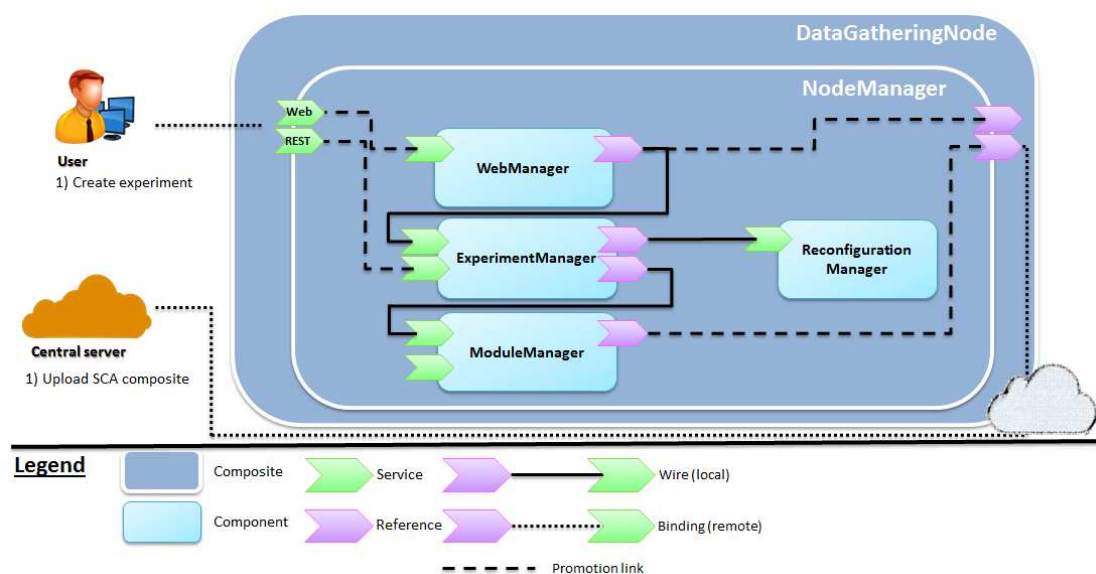 DataGatheringNode
NodeManager
Web
REST
User
1) Create experiment
WebManager
ExperimentManager
Reconfiguration
Manager
ModuleManager
Central server
1) Upload SCA composite
Legend
Composite
Service
Wire (local)
Component
Reference
Binding (remote)
Promotion link